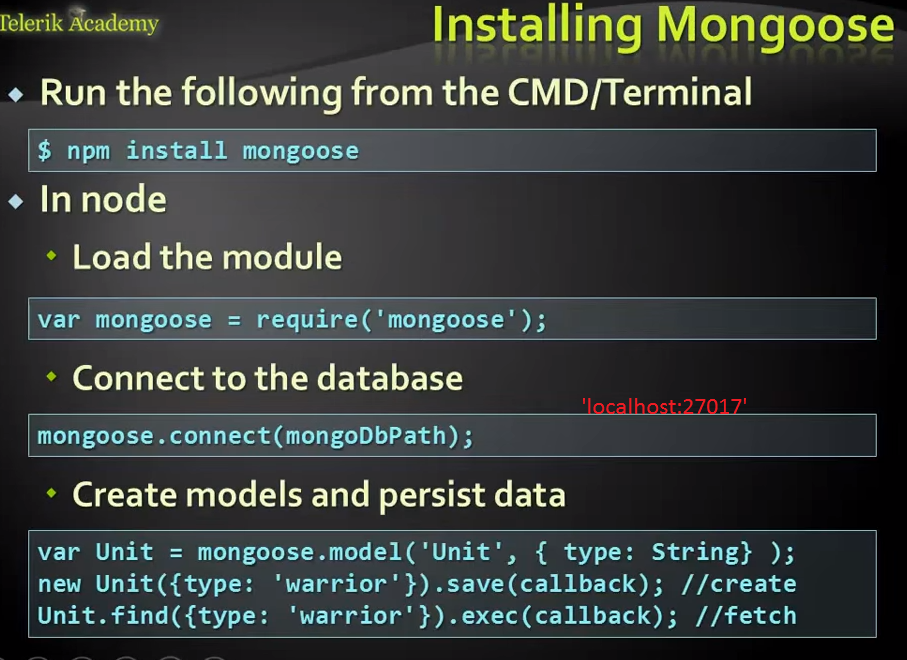 Telerik Academy
Installing Mongoose
Run the following from the CMD/Terminal
$ npm install mongoose
In node
Load the module
var mongoose = require('mongoose');
Connect to the database
'localhost:27017'
mongoose.connect(mongoDbPath);
Create models and persist data
var Unit = mongoose.model('Unit', { type: String} );
new Unit({type: 'warrior'}).save(callback); //create
Unit.find({type: 'warrior'}).exec(callback); //fetch